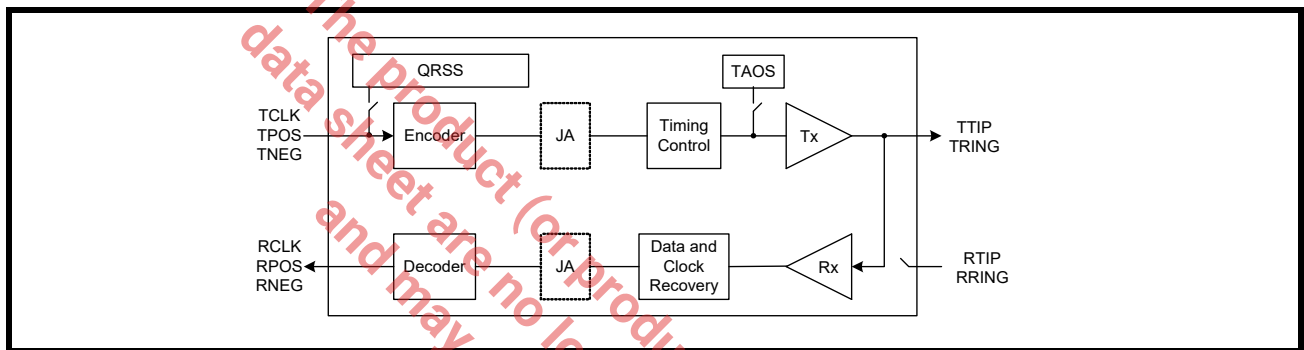 QRSS
TAOS
TCLK
TPOS
TNEG
Encoder
JA
Timing
Control
Tx
TTIP
TRING
RCLK
RPOS
RNEG
Decoder
JA
Data and
Clock
Recovery
Rx
RTIP
RRING
The product (or produ
data sheet are no le
and may